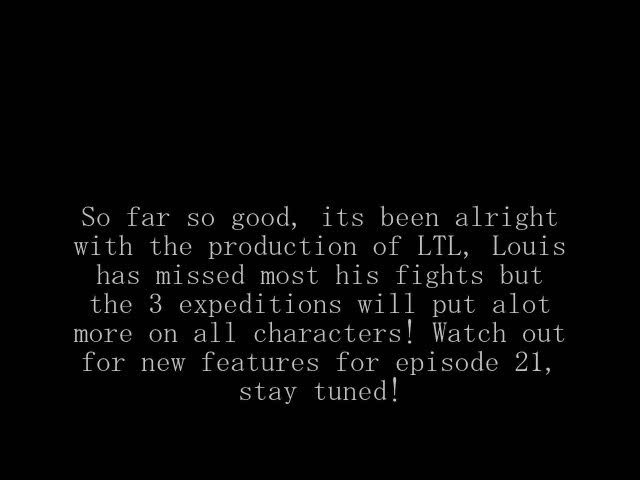 So far so good, its been alright
with the production of LTL, Louis
has missed most his fights but
the 3 expeditions will put alot
more on all characters! Watch out
for new features for episode 21,
stay tuned!